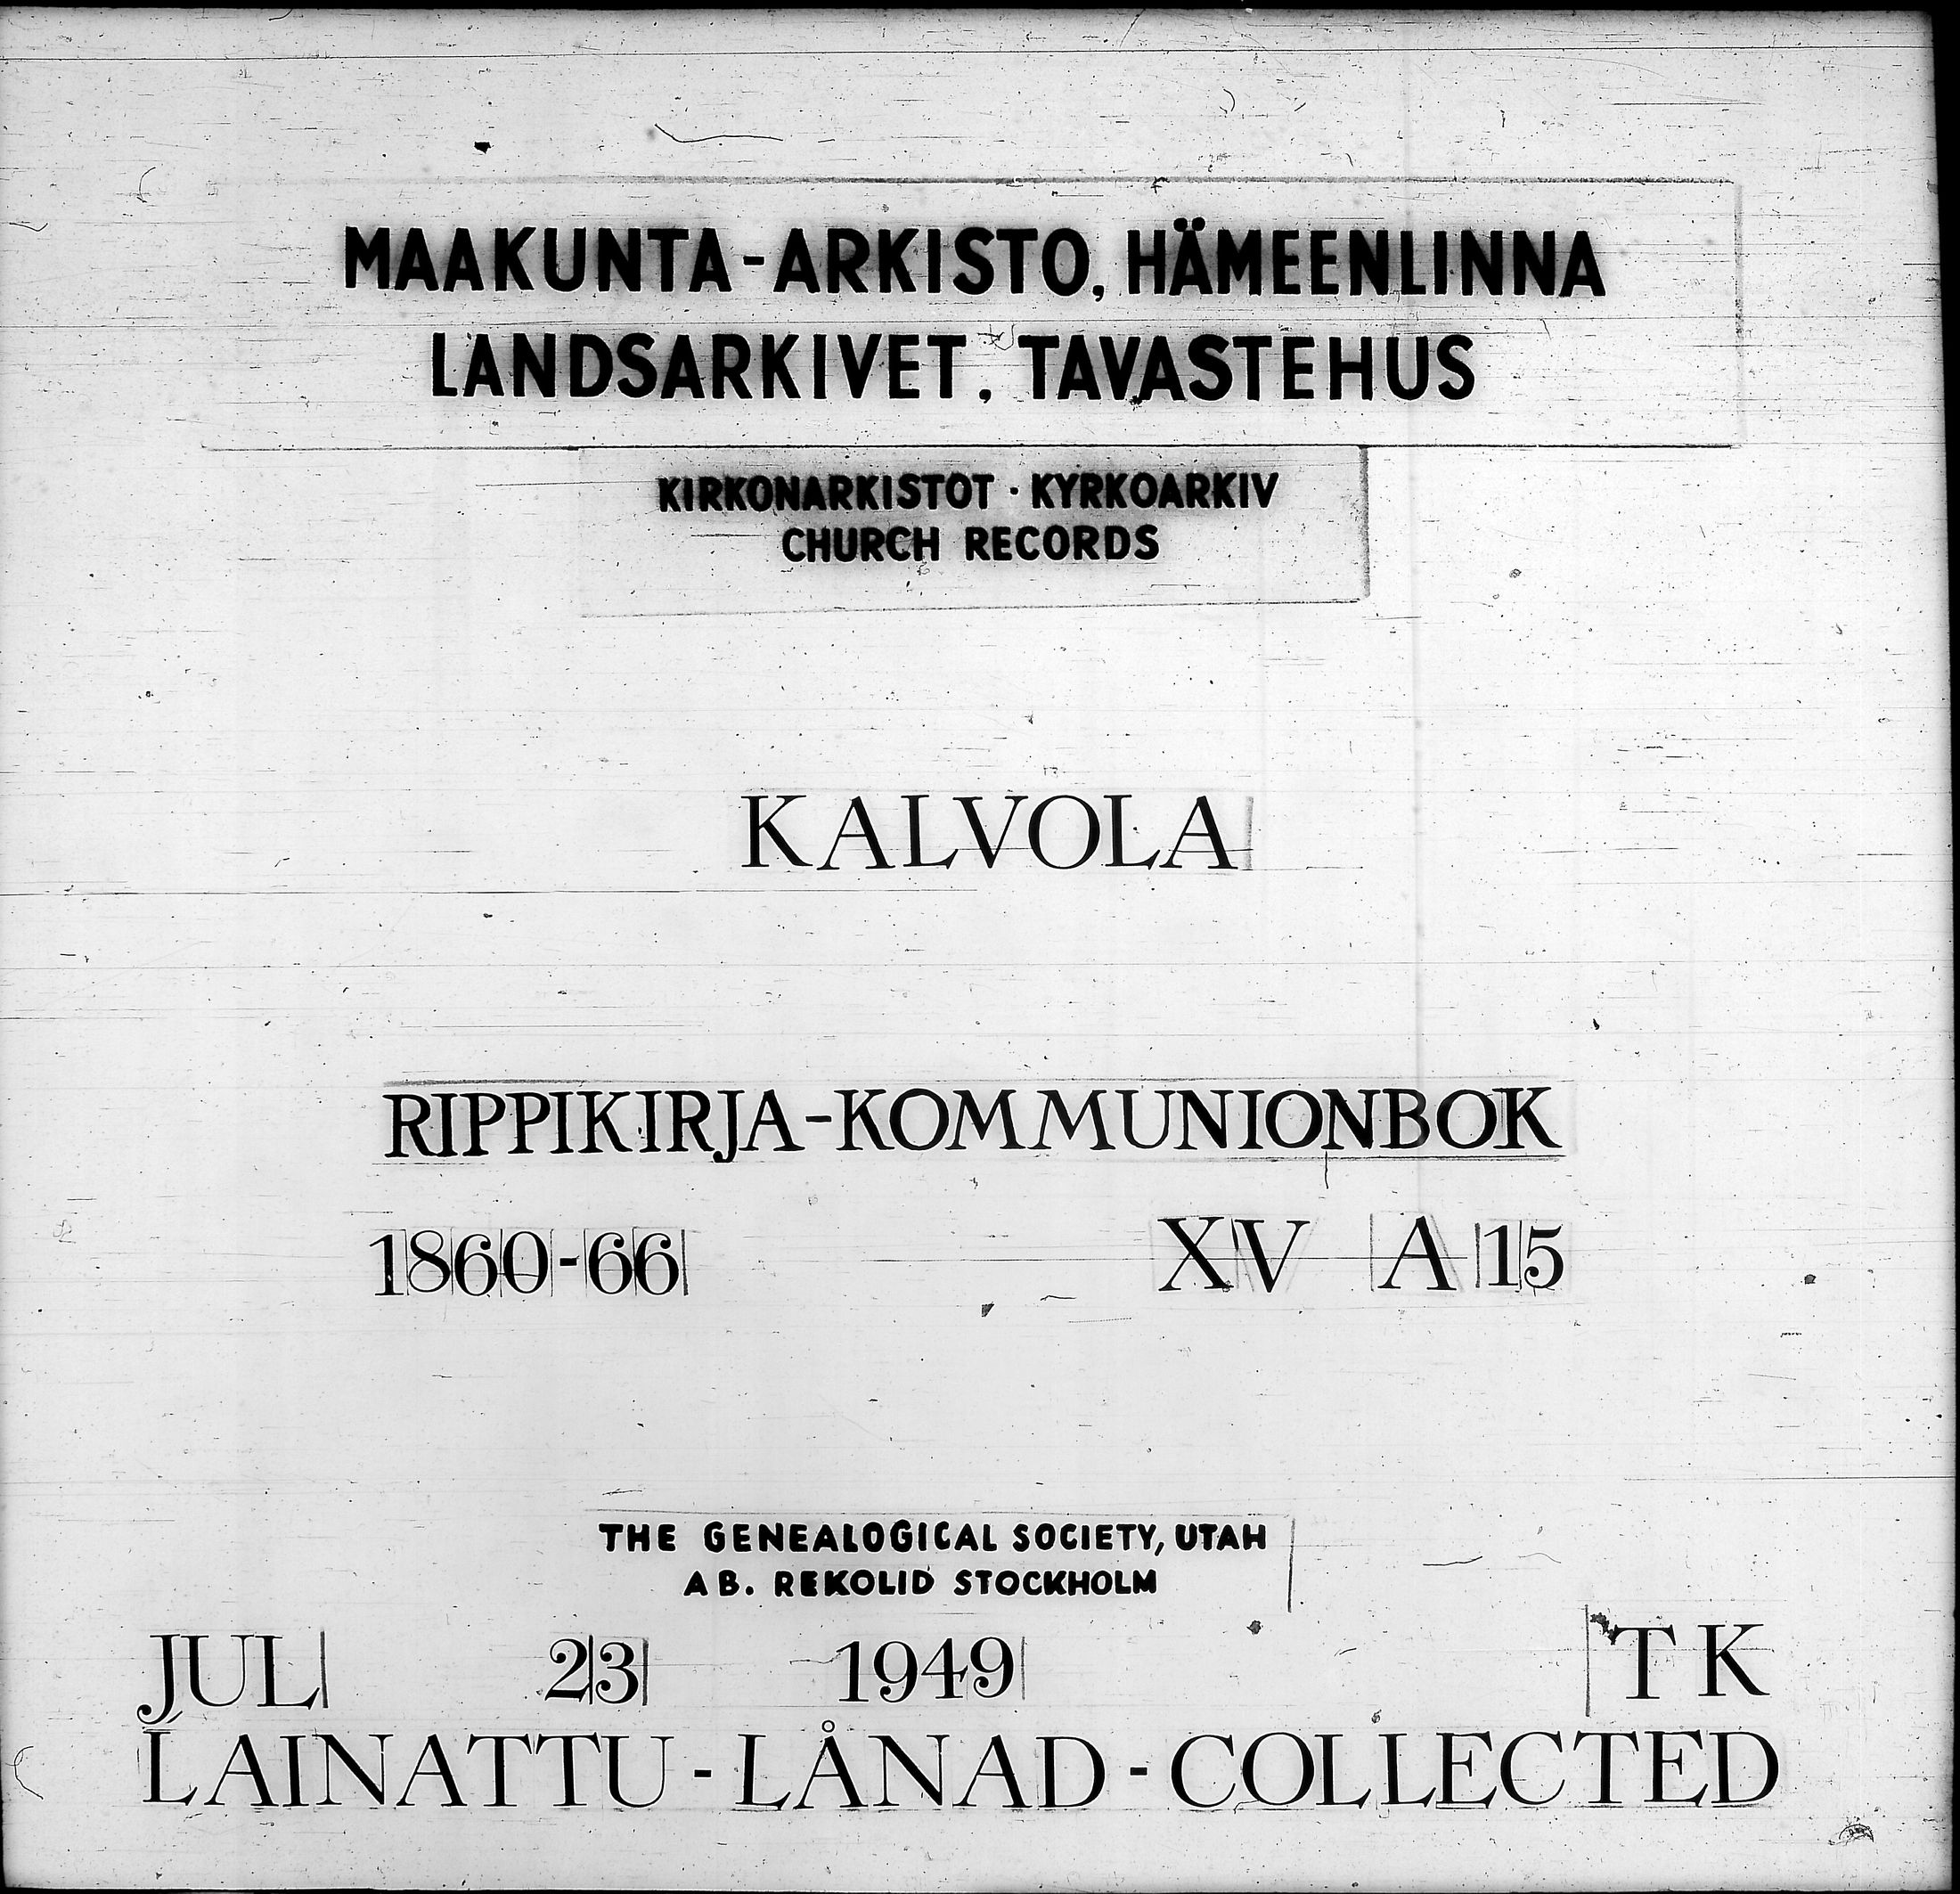 MAAKUNTA-ARKISTO, HÄMEENLINNA
LANDSARKIVET, TAVASTEHUS
KIRKONARKISTOT · KYRKOARKIV
CHURCH RECORDS
KALVOLA
RIPPIKIRJA-KOMMUNIONBOK
1860-66 XV A 15
THE GENEALOGICAL SOCIETY, UTAH
AB. REKOLID STOCKHOLM
JUL 23 1949 TK
LAINATTU - LÅNAD - COLLECTED